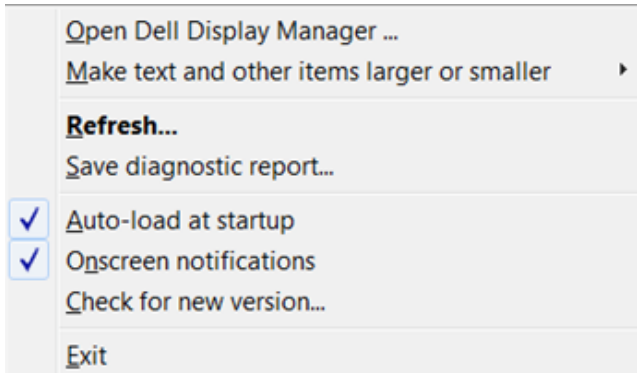 Open Dell Display Manager ...
Make text and other items larger or smaller
Refresh...
Save diagnostic report...
Auto-load at startup
Onscreen notifications
Check for new version...
Exit